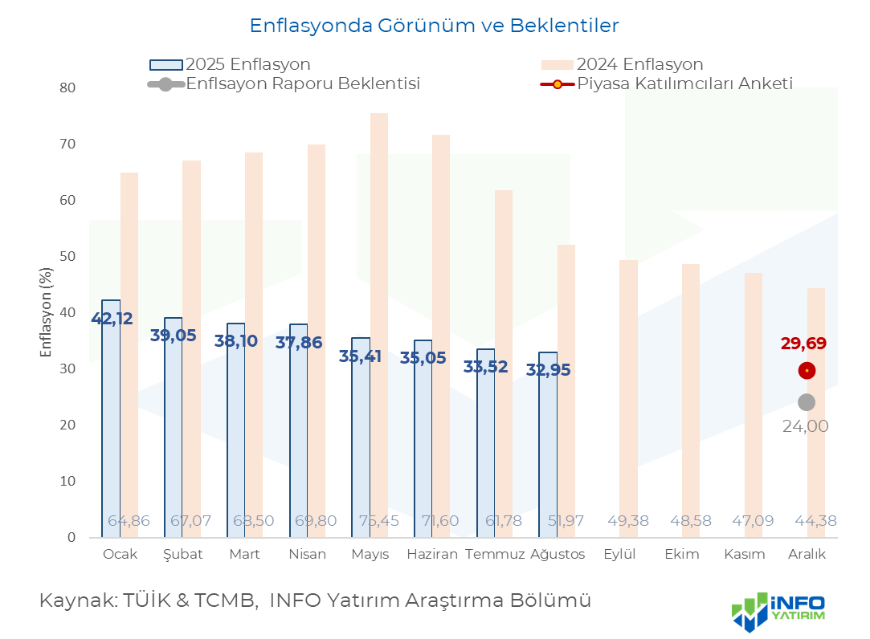 Enflasyonda Görünüm ve Beklentiler
2025 Enflasyon
2024 Enflasyon
Enflsayon Raporu Beklentisi
Piyasa Katılımcıları Anketi
Enflasyon (%)
80
70
60
50
40
30
20
10
0
42,12
39,05
38,10
37,86
35,41
35,05
33,52
32,95
29,69
24,00
64,86
67,07
68,50
69,80
75,45
71,60
61,78
51,97
49,38
48,58
47,09
44,38
Ocak
Şubat
Mart
Nisan
Mayıs
Haziran
Temmuz
Ağustos
Eylül
Ekim
Kasım
Aralık
Kaynak: TÜİK & TCMB, INFO Yatırım Araştırma Bölümü
iNFO
YATIRIM